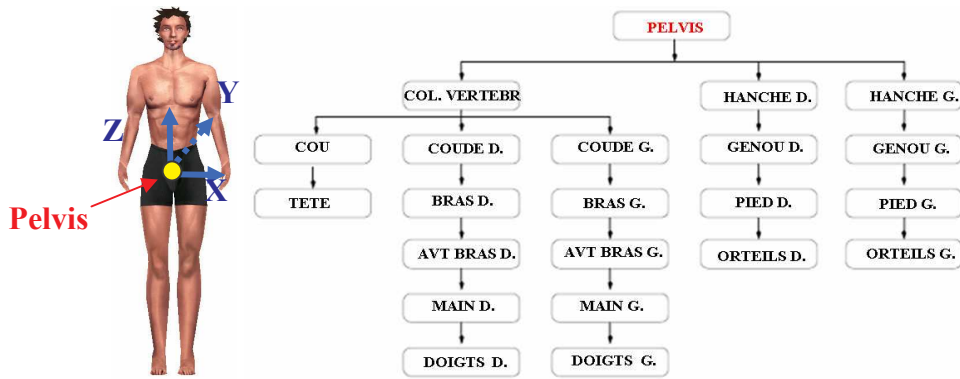 Y
Z
X
Pelvis
PELVIS
COL. VERTEBR
HANCHE D.
HANCHE G.
COU
COUDE D.
COUDE G.
GENOU D.
GENOU G.
TETE
BRAS D.
BRAS G.
PIED D.
PIED G.
AVT BRAS D.
AVT BRAS G.
ORTEILS D.
ORTEILS G.
MAIN D.
MAIN G.
DOIGTS D.
DOIGTS G.